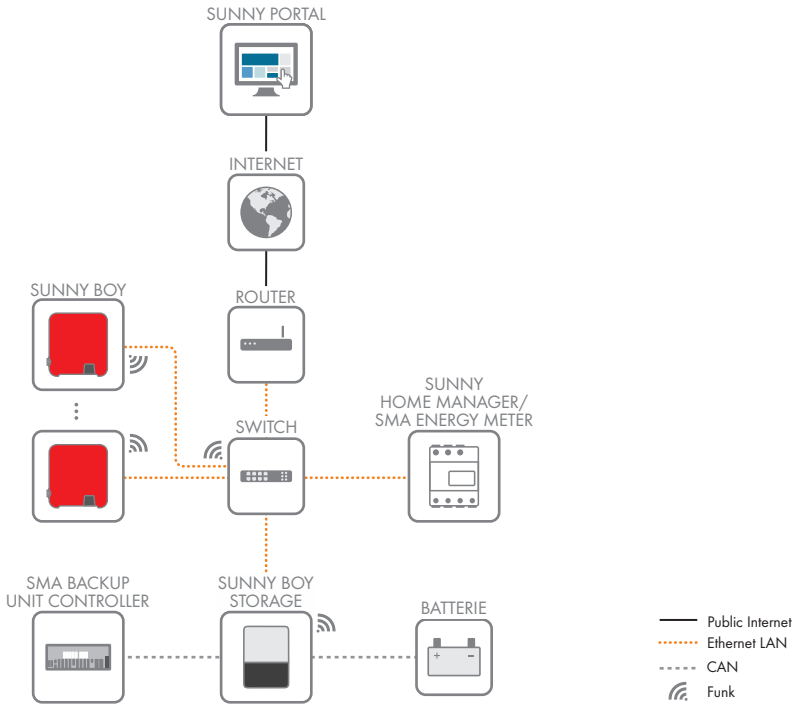 SUNNY PORTAL
INTERNET
SUNNY BOY
ROUTER
SUNNY
HOME MANAGER/
SMA ENERGY METER
SWITCH
SMA BACKUP
UNIT CONTROLLER
SUNNY BOY
STORAGE
BATTERIE
Public Internet
Ethernet LAN
CAN
Funk